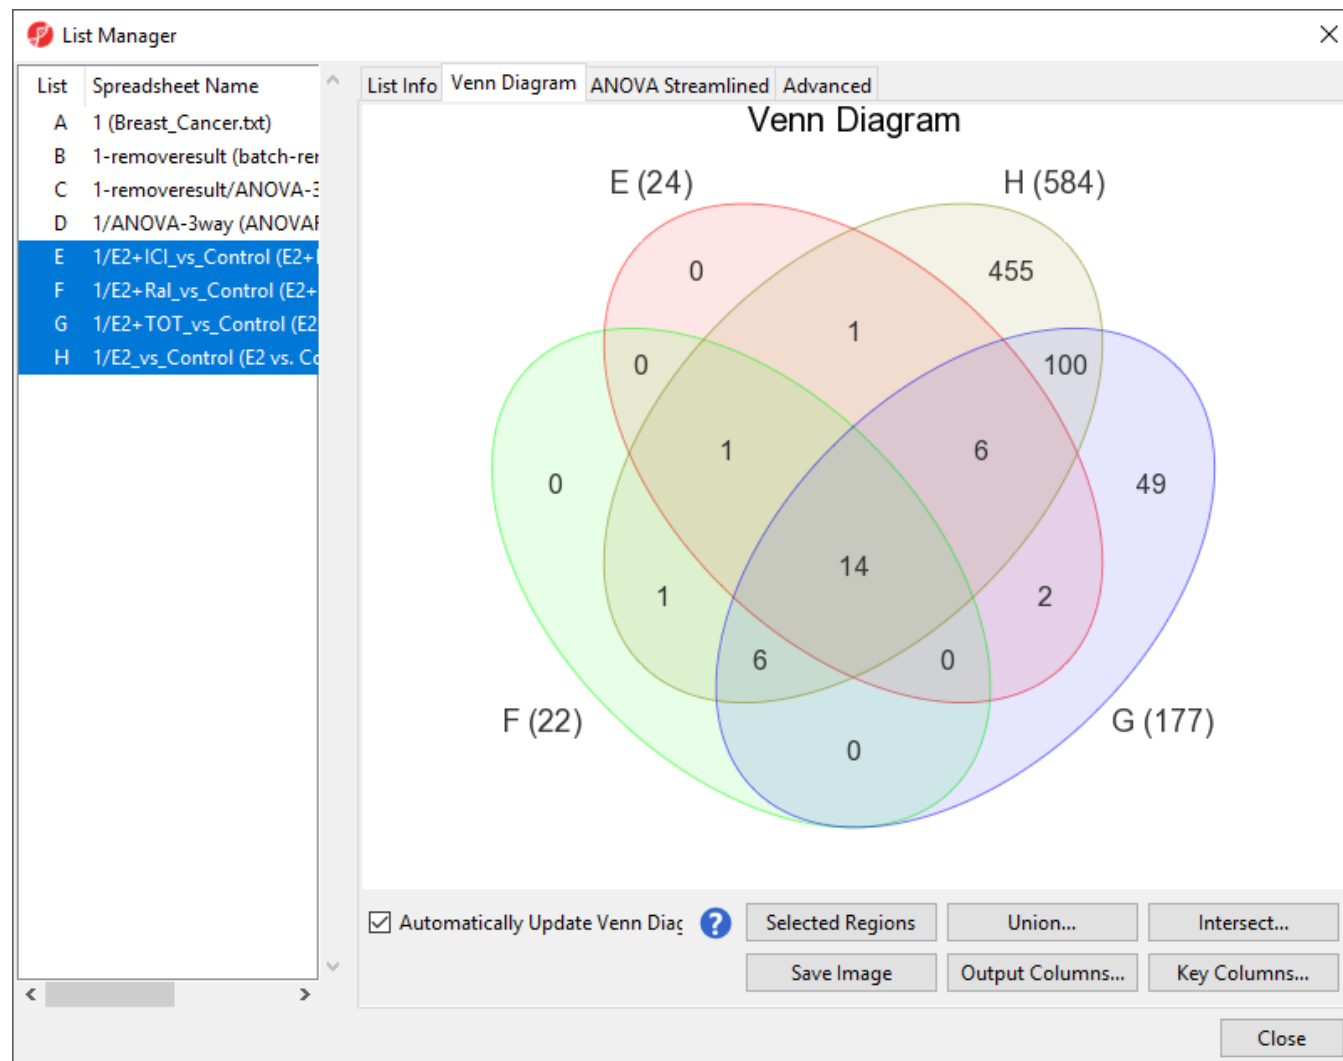 List Manager
List Spreadsheet Name
A 1 (Breast_Cancer.txt)
B 1-removeresult (batch-rer
C 1-removeresult/ANOVA-3
D 1/ANOVA-3way (ANOVAR
E 1/E2+ICI_vs_Control (E2+I
F 1/E2+Ral_vs_Control (E2+
G 1/E2+TOT_vs_Control (E2
H 1/E2_vs_Control (E2 vs. Co
List Info Venn Diagram ANOVA Streamlined Advanced
Venn Diagram
E (24) H (584)
0 455
1
0 100
1 6
0 49
14
1 2
6 0
F (22) G (177)
0
Automatically Update Venn Diag ? Selected Regions Union... Intersect...
Save Image Output Columns... Key Columns...
Close